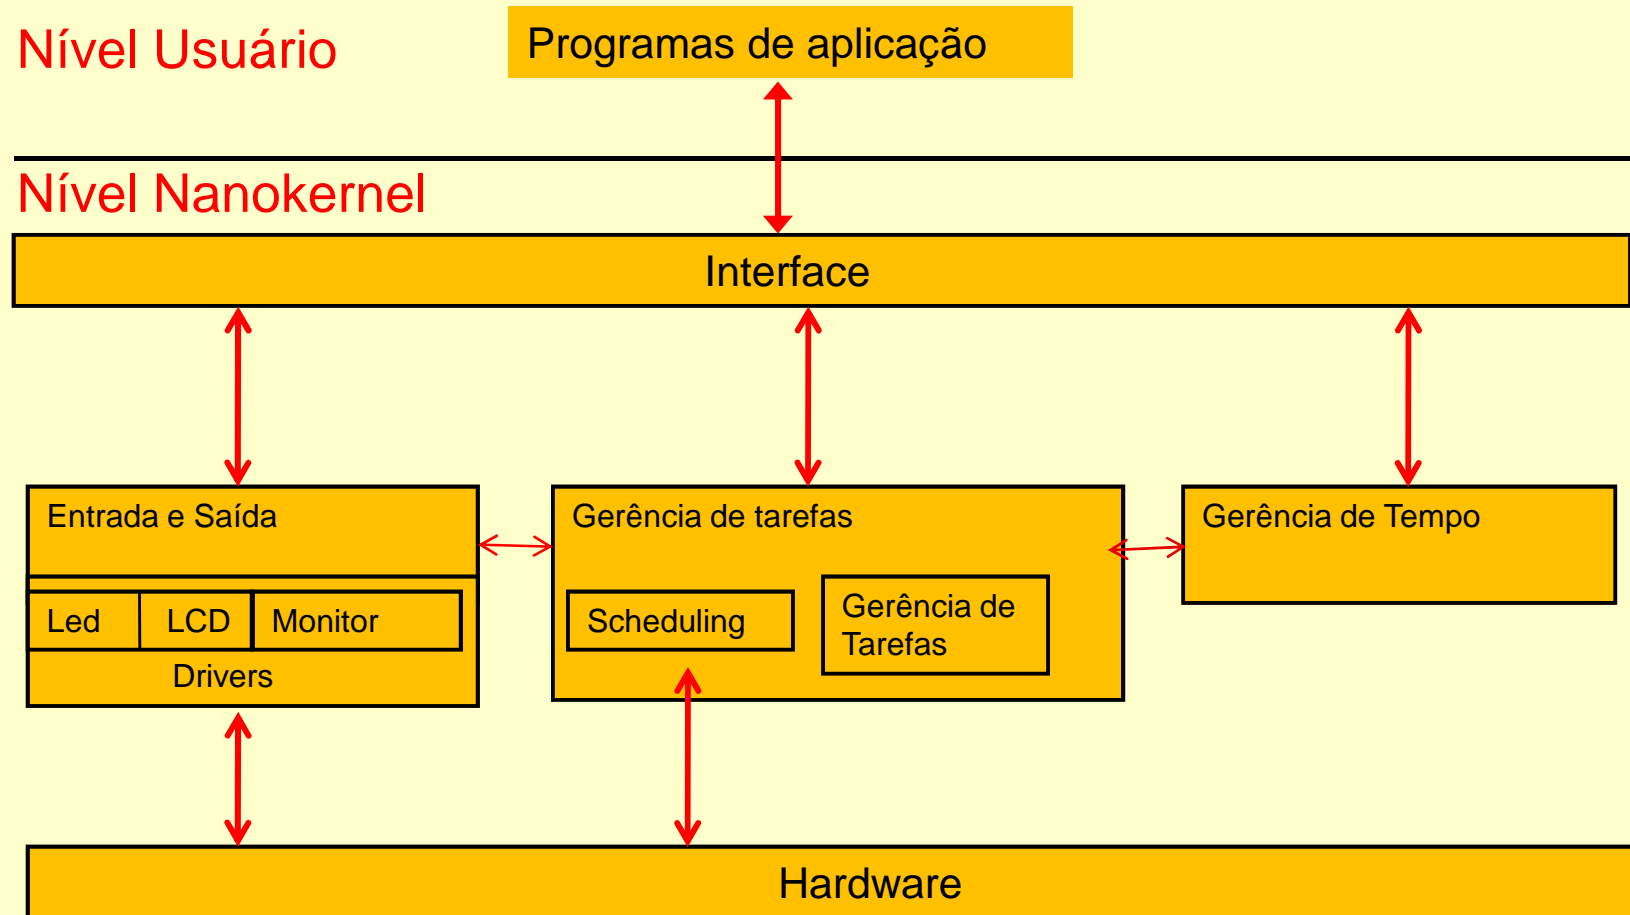 Nível Usuário
Programas de aplicação
Nível Nanokernel
Interface
Entrada e Saída
Led
LCD
Monitor
Drivers
Gerência de tarefas
Scheduling
Gerência de
Tarefas
Gerência de Tempo
Hardware